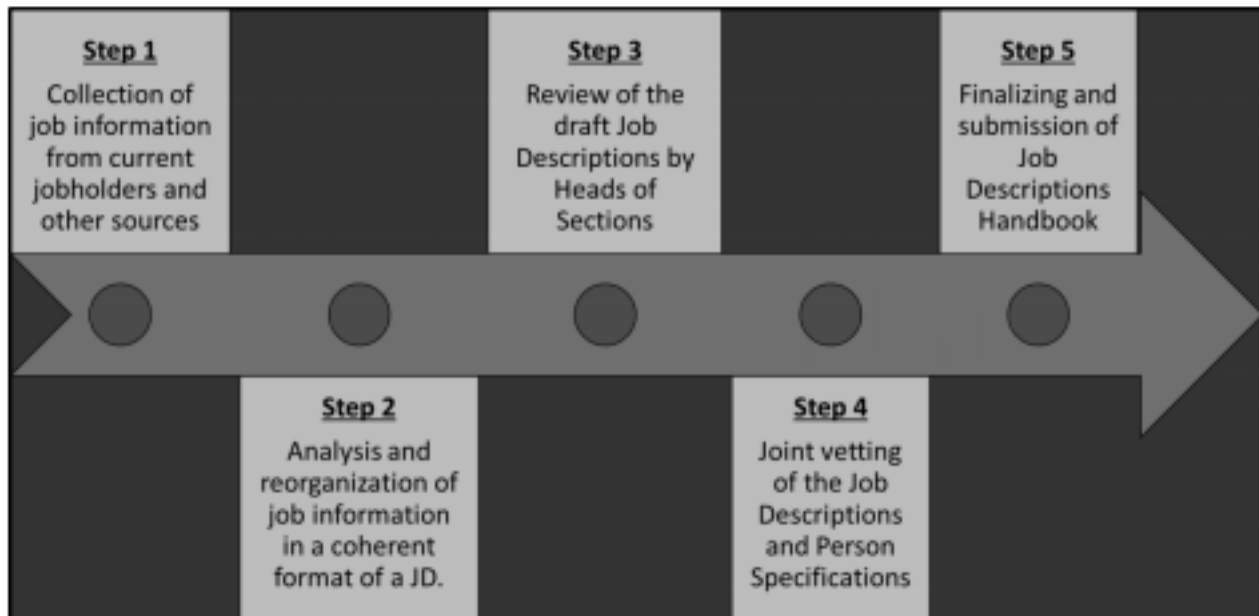 Step 1
Collection of
job information
from current
jobholders and
other sources
Step 2
Analysis and
reorganization of
job information
in a coherent
format of a JD.
Step 3
Review of the
draft Job
Descriptions by
Heads of
Sections
Step 4
Joint vetting
of the Job
Descriptions
and Person
Specifications
Step 5
Finalizing and
submission of
Job
Descriptions
Handbook